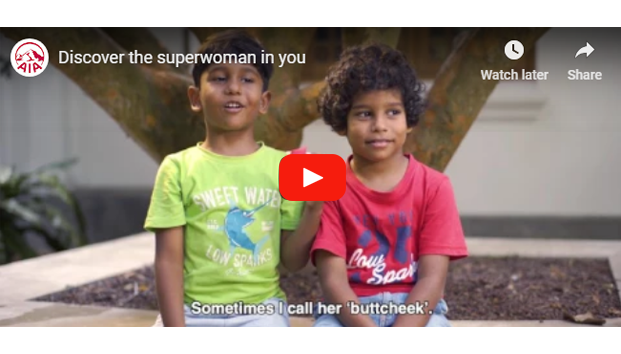 AIA
Discover the superwoman in you
Watch later
Share
SWEET WATER
LOW SPARKS
Low
Spark
Sometimes I call her 'buttcheek'.